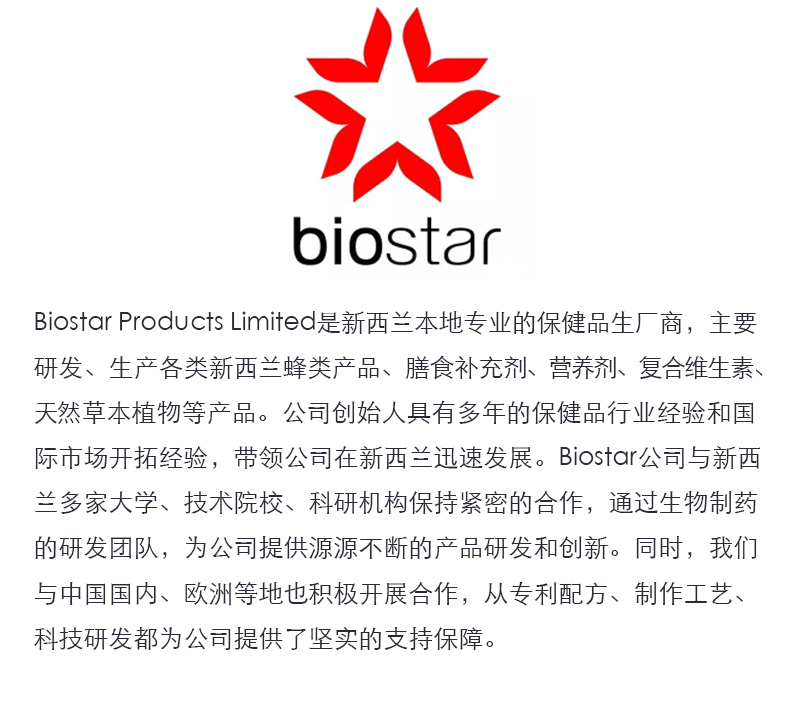 biostar
Biostar Products Limited是新西兰本地专业的保健品生厂商，主要
研发、生产各类新西兰蜂类产品、膳食补充剂、营养剂、复合维生素、
天然草本植物等产品。公司创始人具有多年的保健品行业经验和国
际市场开拓经验，带领公司在新西兰迅速发展。Biostar公司与新西
兰多家大学、技术院校、科研机构保持紧密的合作，通过生物制药
的研发团队，为公司提供源源不断的产品研发和创新。同时，我们
与中国国内、欧洲等地也积极开展合作，从专利配方、制作工艺、
科技研发都为公司提供了坚实的支持保障。